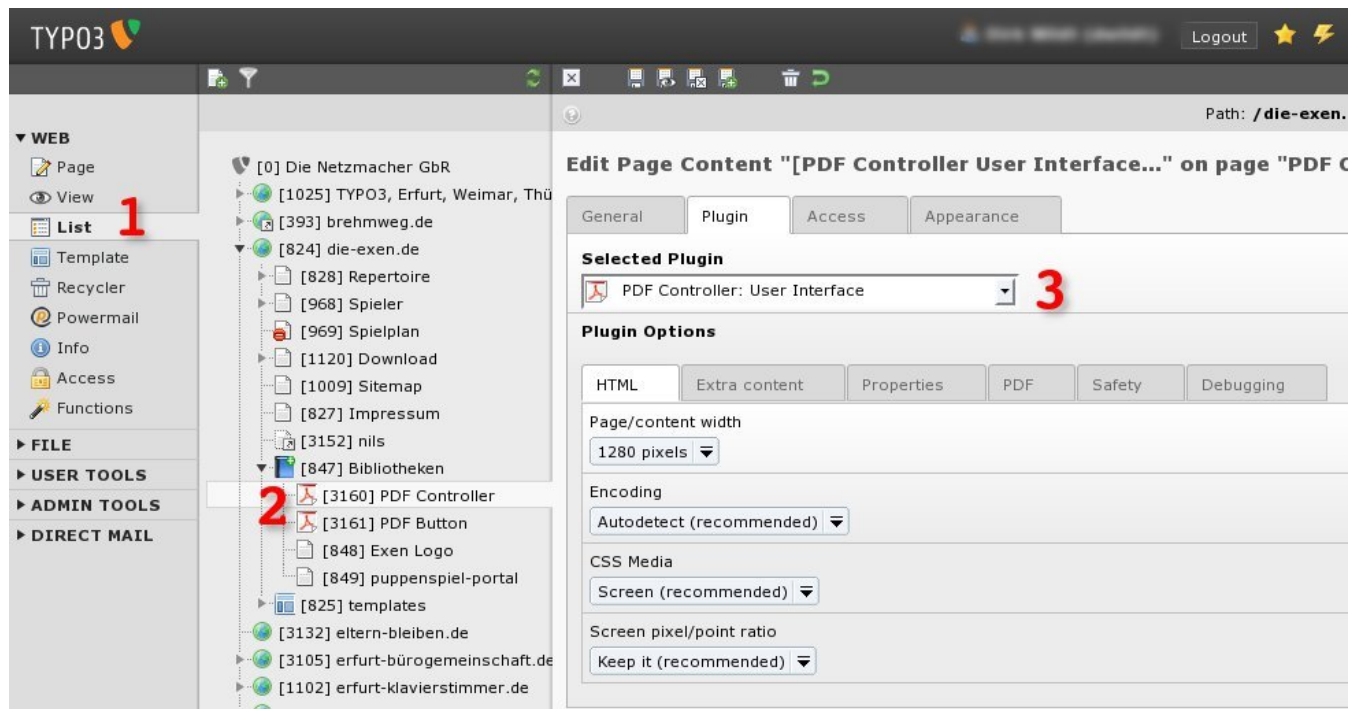 TYPO3
Logout
Path: /die-exen.
WEB
Page
View
List
1
Template
Recycler
Powermail
Info
Access
Functions
FILE
USER TOOLS
ADMIN TOOLS
DIRECT MAIL
[0] Die Netzmacher GbR
[1025] TYPO3, Erfurt, Weimar, Thü
[393] brehmweg.de
[824] die-exen.de
[828] Repertoire
[968] Spieler
[969] Spielplan
[1120] Download
[1009] Sitemap
[827] Impressum
[3152] nils
[847] Bibliotheken
2
[3160] PDF Controller
[3161] PDF Button
[848] Exen Logo
[849] puppenspiel-portal
[825] templates
[3132] eltern-bleiben.de
[3105] erfurt-bürogemeinschaft.de
[1102] erfurt-klavierstimmer.de
Edit Page Content "[PDF Controller User Interface..." on page "PDF C
General Plugin Access Appearance
Selected Plugin
PDF Controller: User Interface
3
Plugin Options
HTML Extra content Properties PDF Safety Debugging
Page/content width
1280 pixels
Encoding
Autodetect (recommended)
CSS Media
Screen (recommended)
Screen pixel/point ratio
Keep it (recommended)